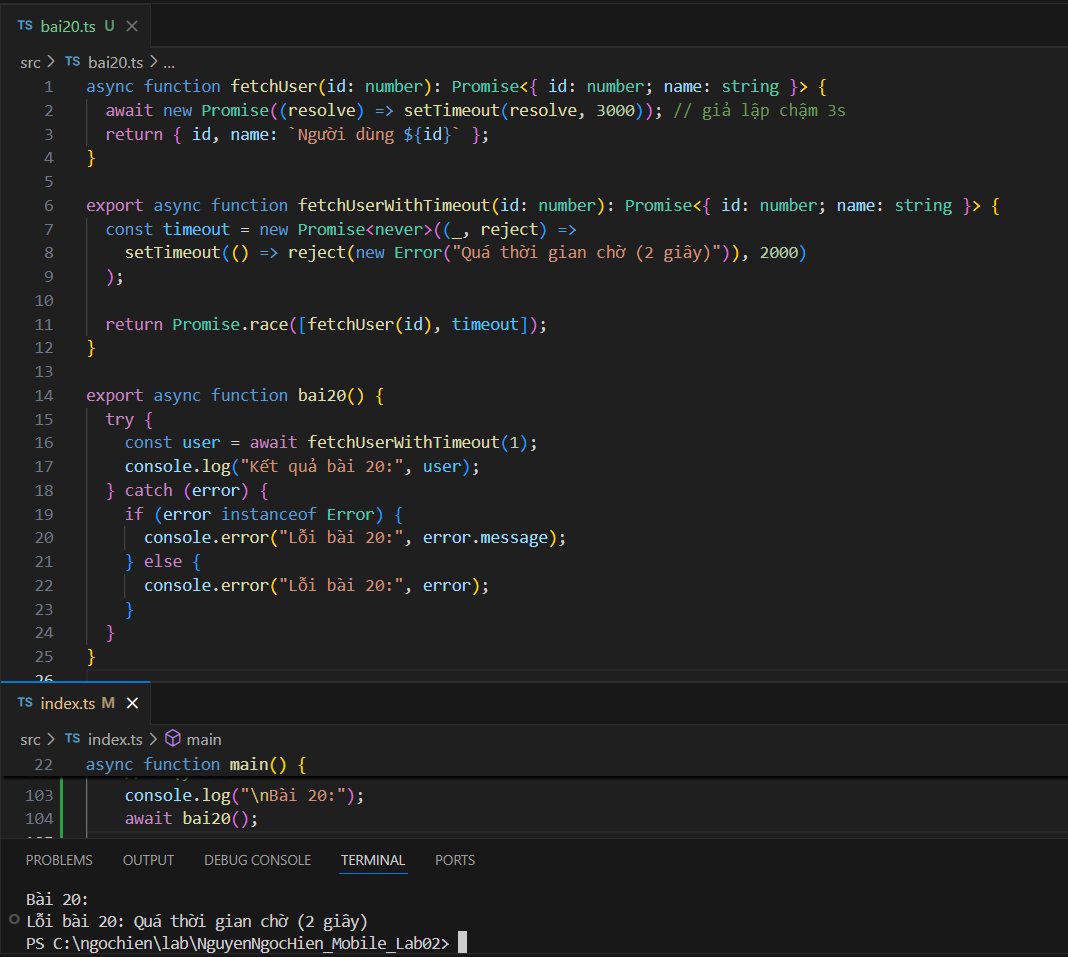 TS bai20.ts U ×
src > TS bai20.ts > ...
1 async function fetchUser(id: number): Promise<{ id: number; name: string }> {
2 await new Promise((resolve) => setTimeout(resolve, 3000)); // giả lập chậm 3s
3 return { id, name: `Người dùng ${id}` };
4 }
5
6 export async function fetchUserWithTimeout(id: number): Promise<{ id: number; name: string }> {
7 const timeout = new Promise<never>((_, reject) =>
8 setTimeout(() => reject(new Error("Quá thời gian chờ (2 giây)")), 2000)
9 );
10
11 return Promise.race([fetchUser(id), timeout]);
12 }
13
14 export async function bai20() {
15 try {
16 const user = await fetchUserWithTimeout(1);
17 console.log("Kết quả bài 20:", user);
18 } catch (error) {
19 if (error instanceof Error) {
20 console.error("Lỗi bài 20:", error.message);
21 } else {
22 console.error("Lỗi bài 20:", error);
23 }
24 }
25 }
26
TS index.ts M ×
src > TS index.ts > main
22 async function main() {
103 console.log("\nBài 20:");
104 await bai20();
PROBLEMS OUTPUT DEBUG CONSOLE TERMINAL PORTS
Bài 20:
Lỗi bài 20: Quá thời gian chờ (2 giây)
PS C:\ngochien\lab\NguyenNgocHien_Mobile_Lab02>